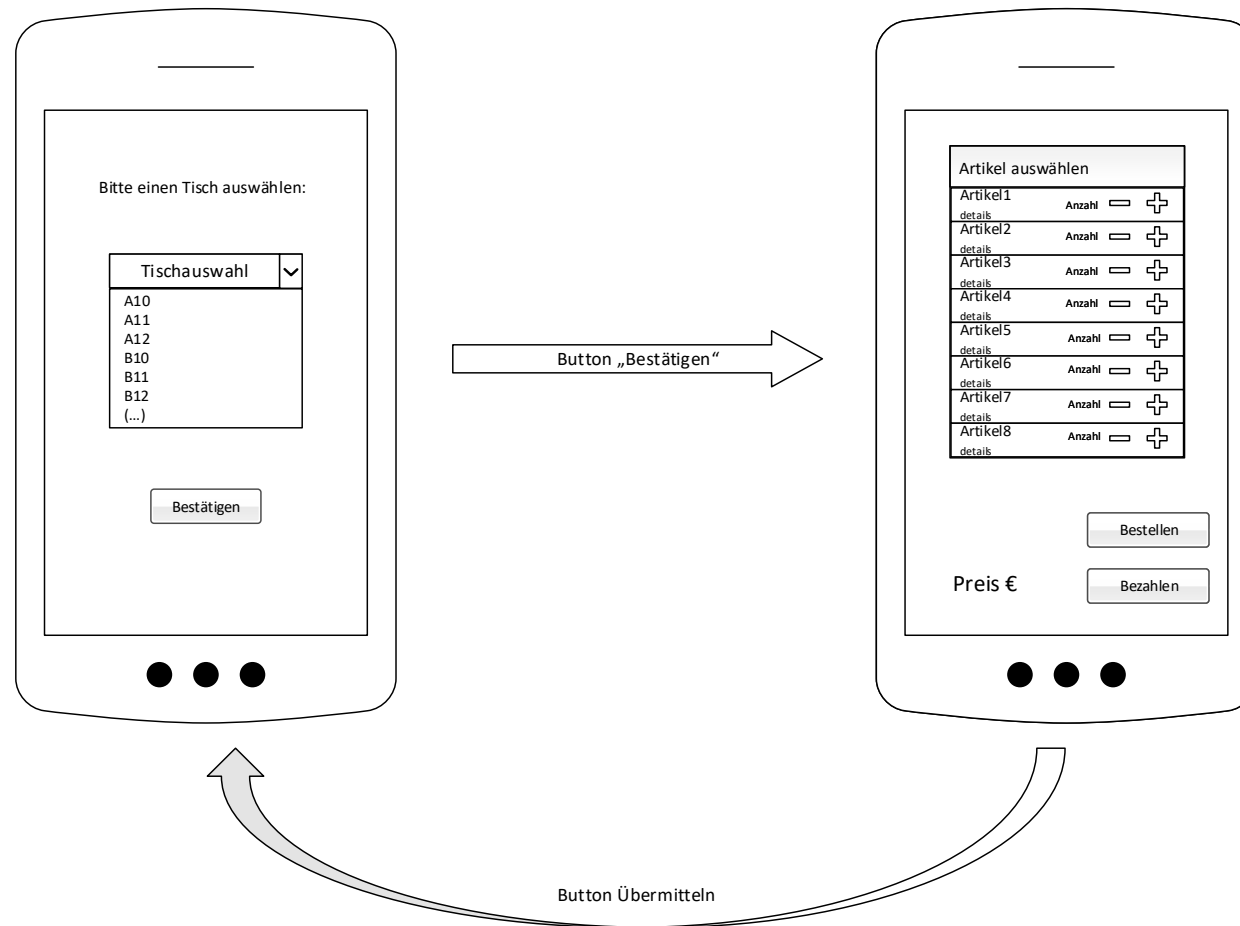 Bitte einen Tisch auswählen:
Tischauswahl
A10
A11
A12
B10
B11
B12
(...)
Bestätigen
Button „Bestätigen“
Artikel auswählen
Artikel1
details
Anzahl
Artikel2
details
Anzahl
Artikel3
details
Anzahl
Artikel4
details
Anzahl
Artikel5
details
Anzahl
Artikel6
details
Anzahl
Artikel7
details
Anzahl
Artikel8
details
Anzahl
Bestellen
Preis €
Bezahlen
Button Übermitteln